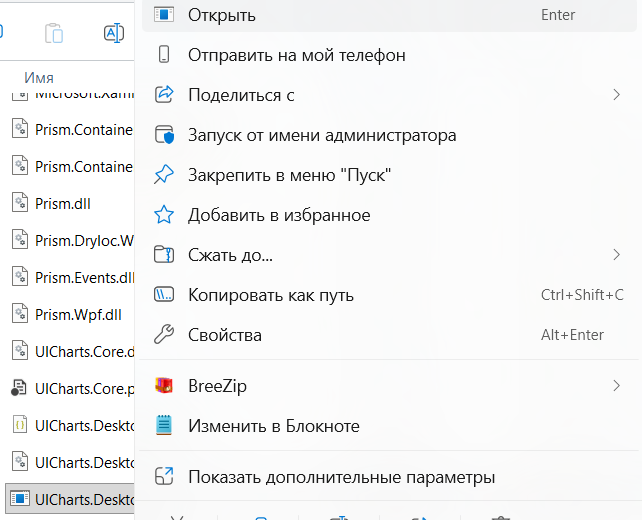 Имя
Microsoft.Xaml
Prism.Containe
Prism.Containe
Prism.dll
Prism.DryIoc.W
Prism.Events.dll
Prism.Wpf.dll
UICharts.Core.d
UICharts.Core.p
UICharts.Deskto
UICharts.Deskto
UICharts.Deskto
Открыть Enter
Отправить на мой телефон
Поделиться с
Запуск от имени администратора
Закрепить в меню "Пуск"
Добавить в избранное
Сжать до...
Копировать как путь Ctrl+Shift+C
Свойства Alt+Enter
BreeZip
Изменить в Блокноте
Показать дополнительные параметры